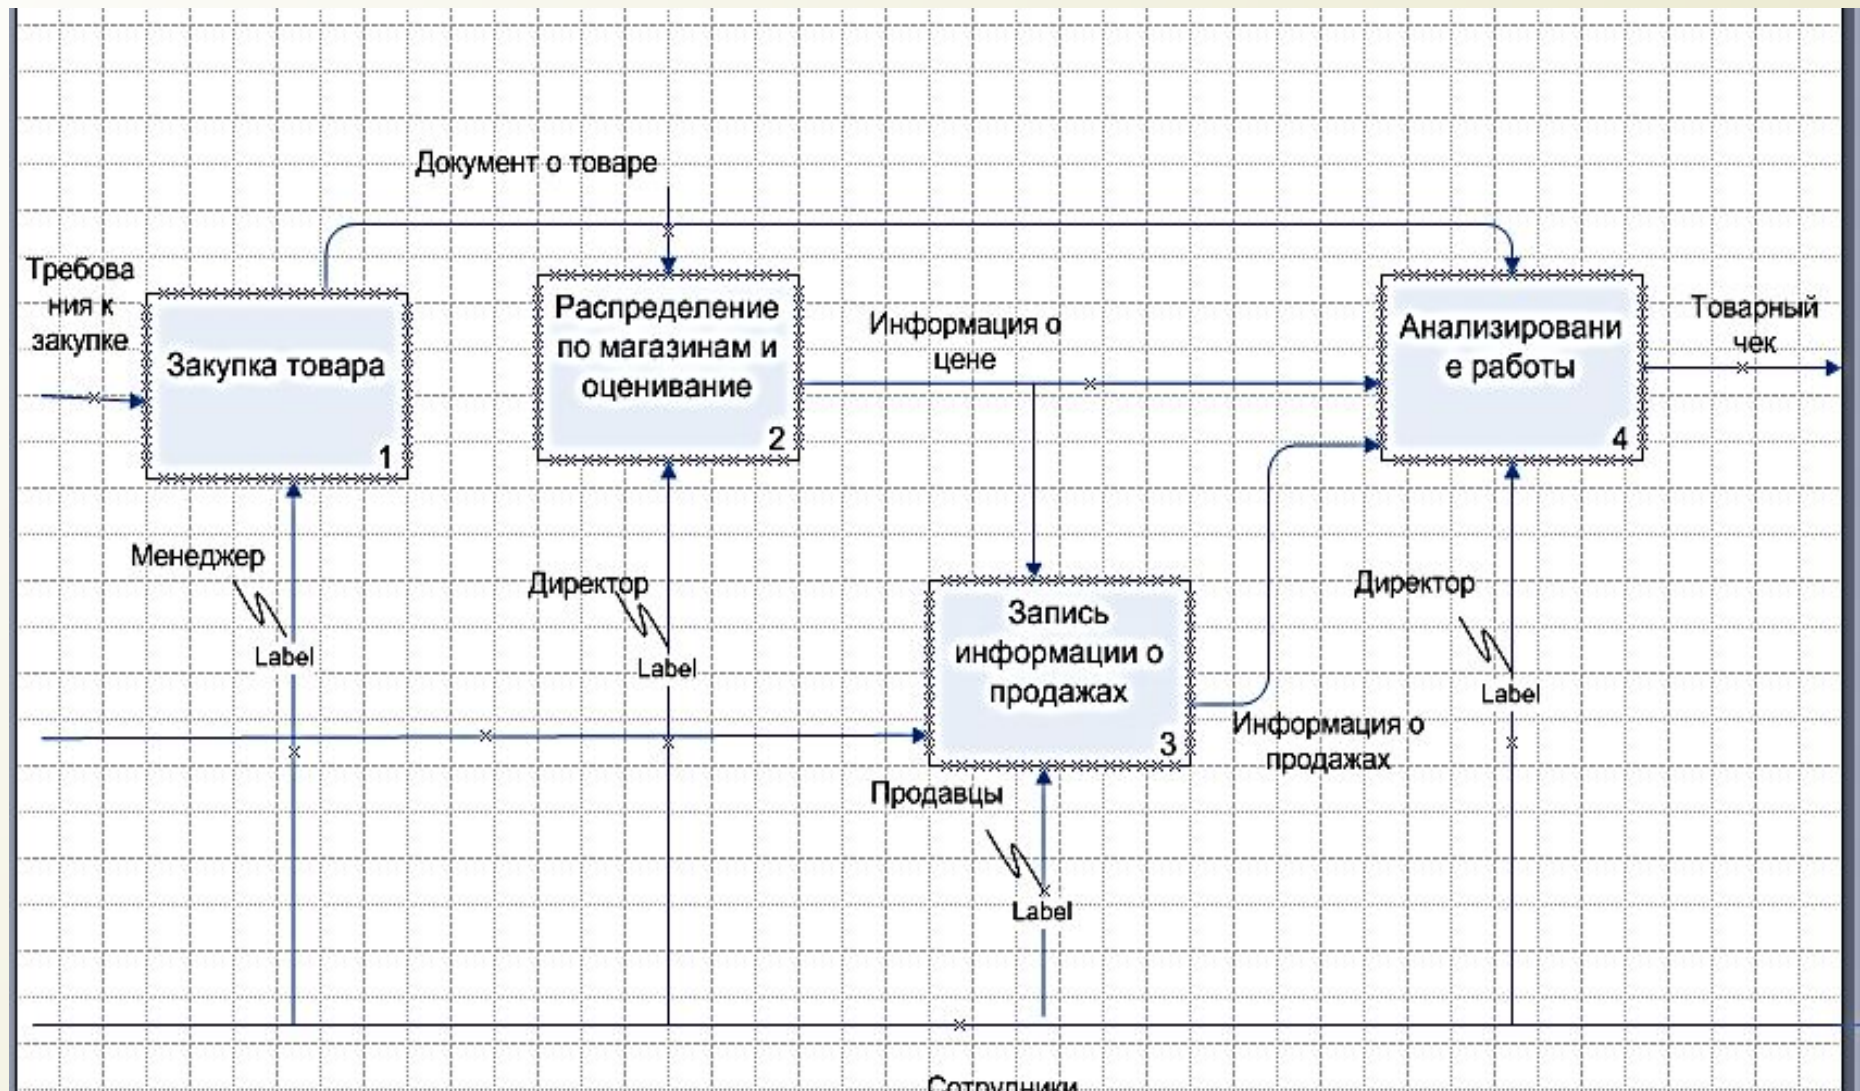 Документ о товаре
Требова
ния к
закупке
Закупка товара
1
Распределение
по магазинам и
оценивание
2
Информация о
цене
Анализировани
е работы
4
Товарный
чек
Менеджер
Label
Директор
Label
Запись
информации о
продажах
3
Директор
Label
Информация о
продажах
Продавцы
Label
Сотрудники